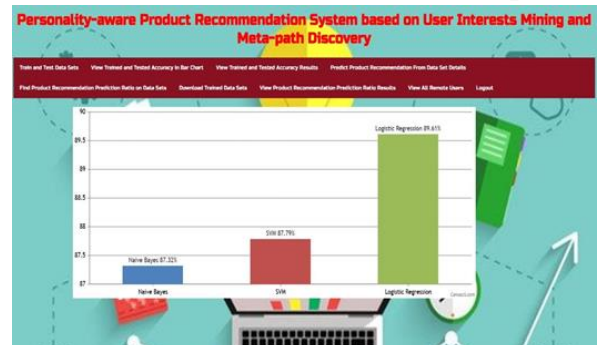 Personality-aware Product Recommendation System based on User Interests Mining and
Meta-path Discovery
Train and Test Data Sets View Trained and Tested Accuracy in Bar Chart View Trained and Tested Accuracy Results Predict Product Recommendation From Data Set Details
Find Product Recommendation Prediction Ratio on Data Sets Download Trained Data Sets View Product Recommendation Prediction Ratio Results View All Remote Users Logout
90
Logistic Regression 89.61%
89.5
89
88.5
88
SVM 87.79%
87.5
Naive Bayes 87.32%
87
Naive Bayes SVM Logistic Regression
CanvasJS.com